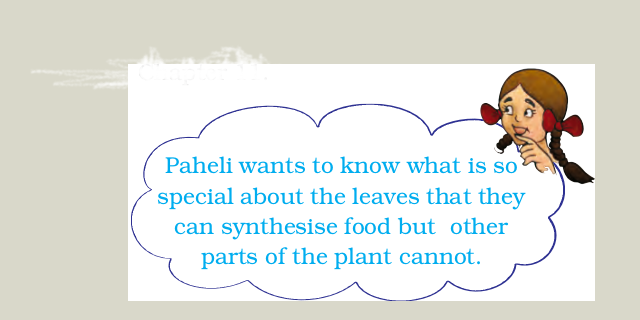 Paheli wants to know what is so
special about the leaves that they
can synthesise food but other
parts of the plant cannot.